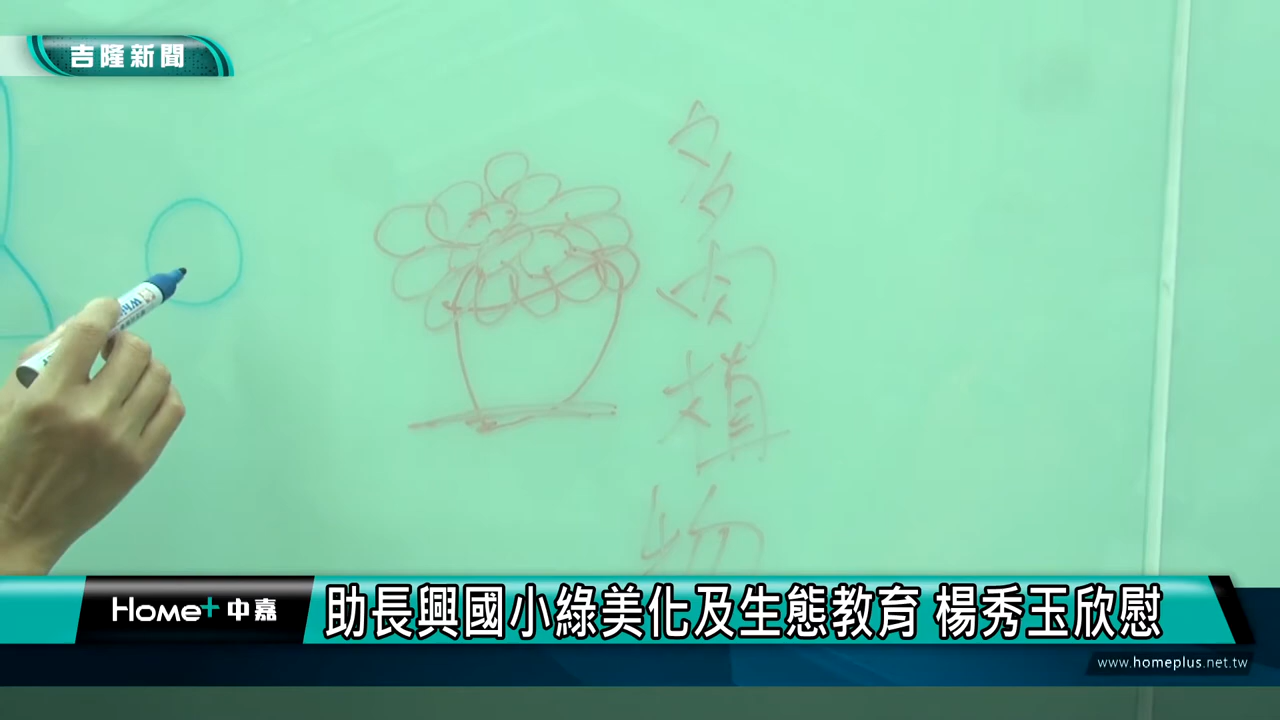 吉隆新聞
多肉植物
Home+中嘉
助長興國小綠美化及生態教育 楊秀玉欣慰
www.homeplus.net.tw